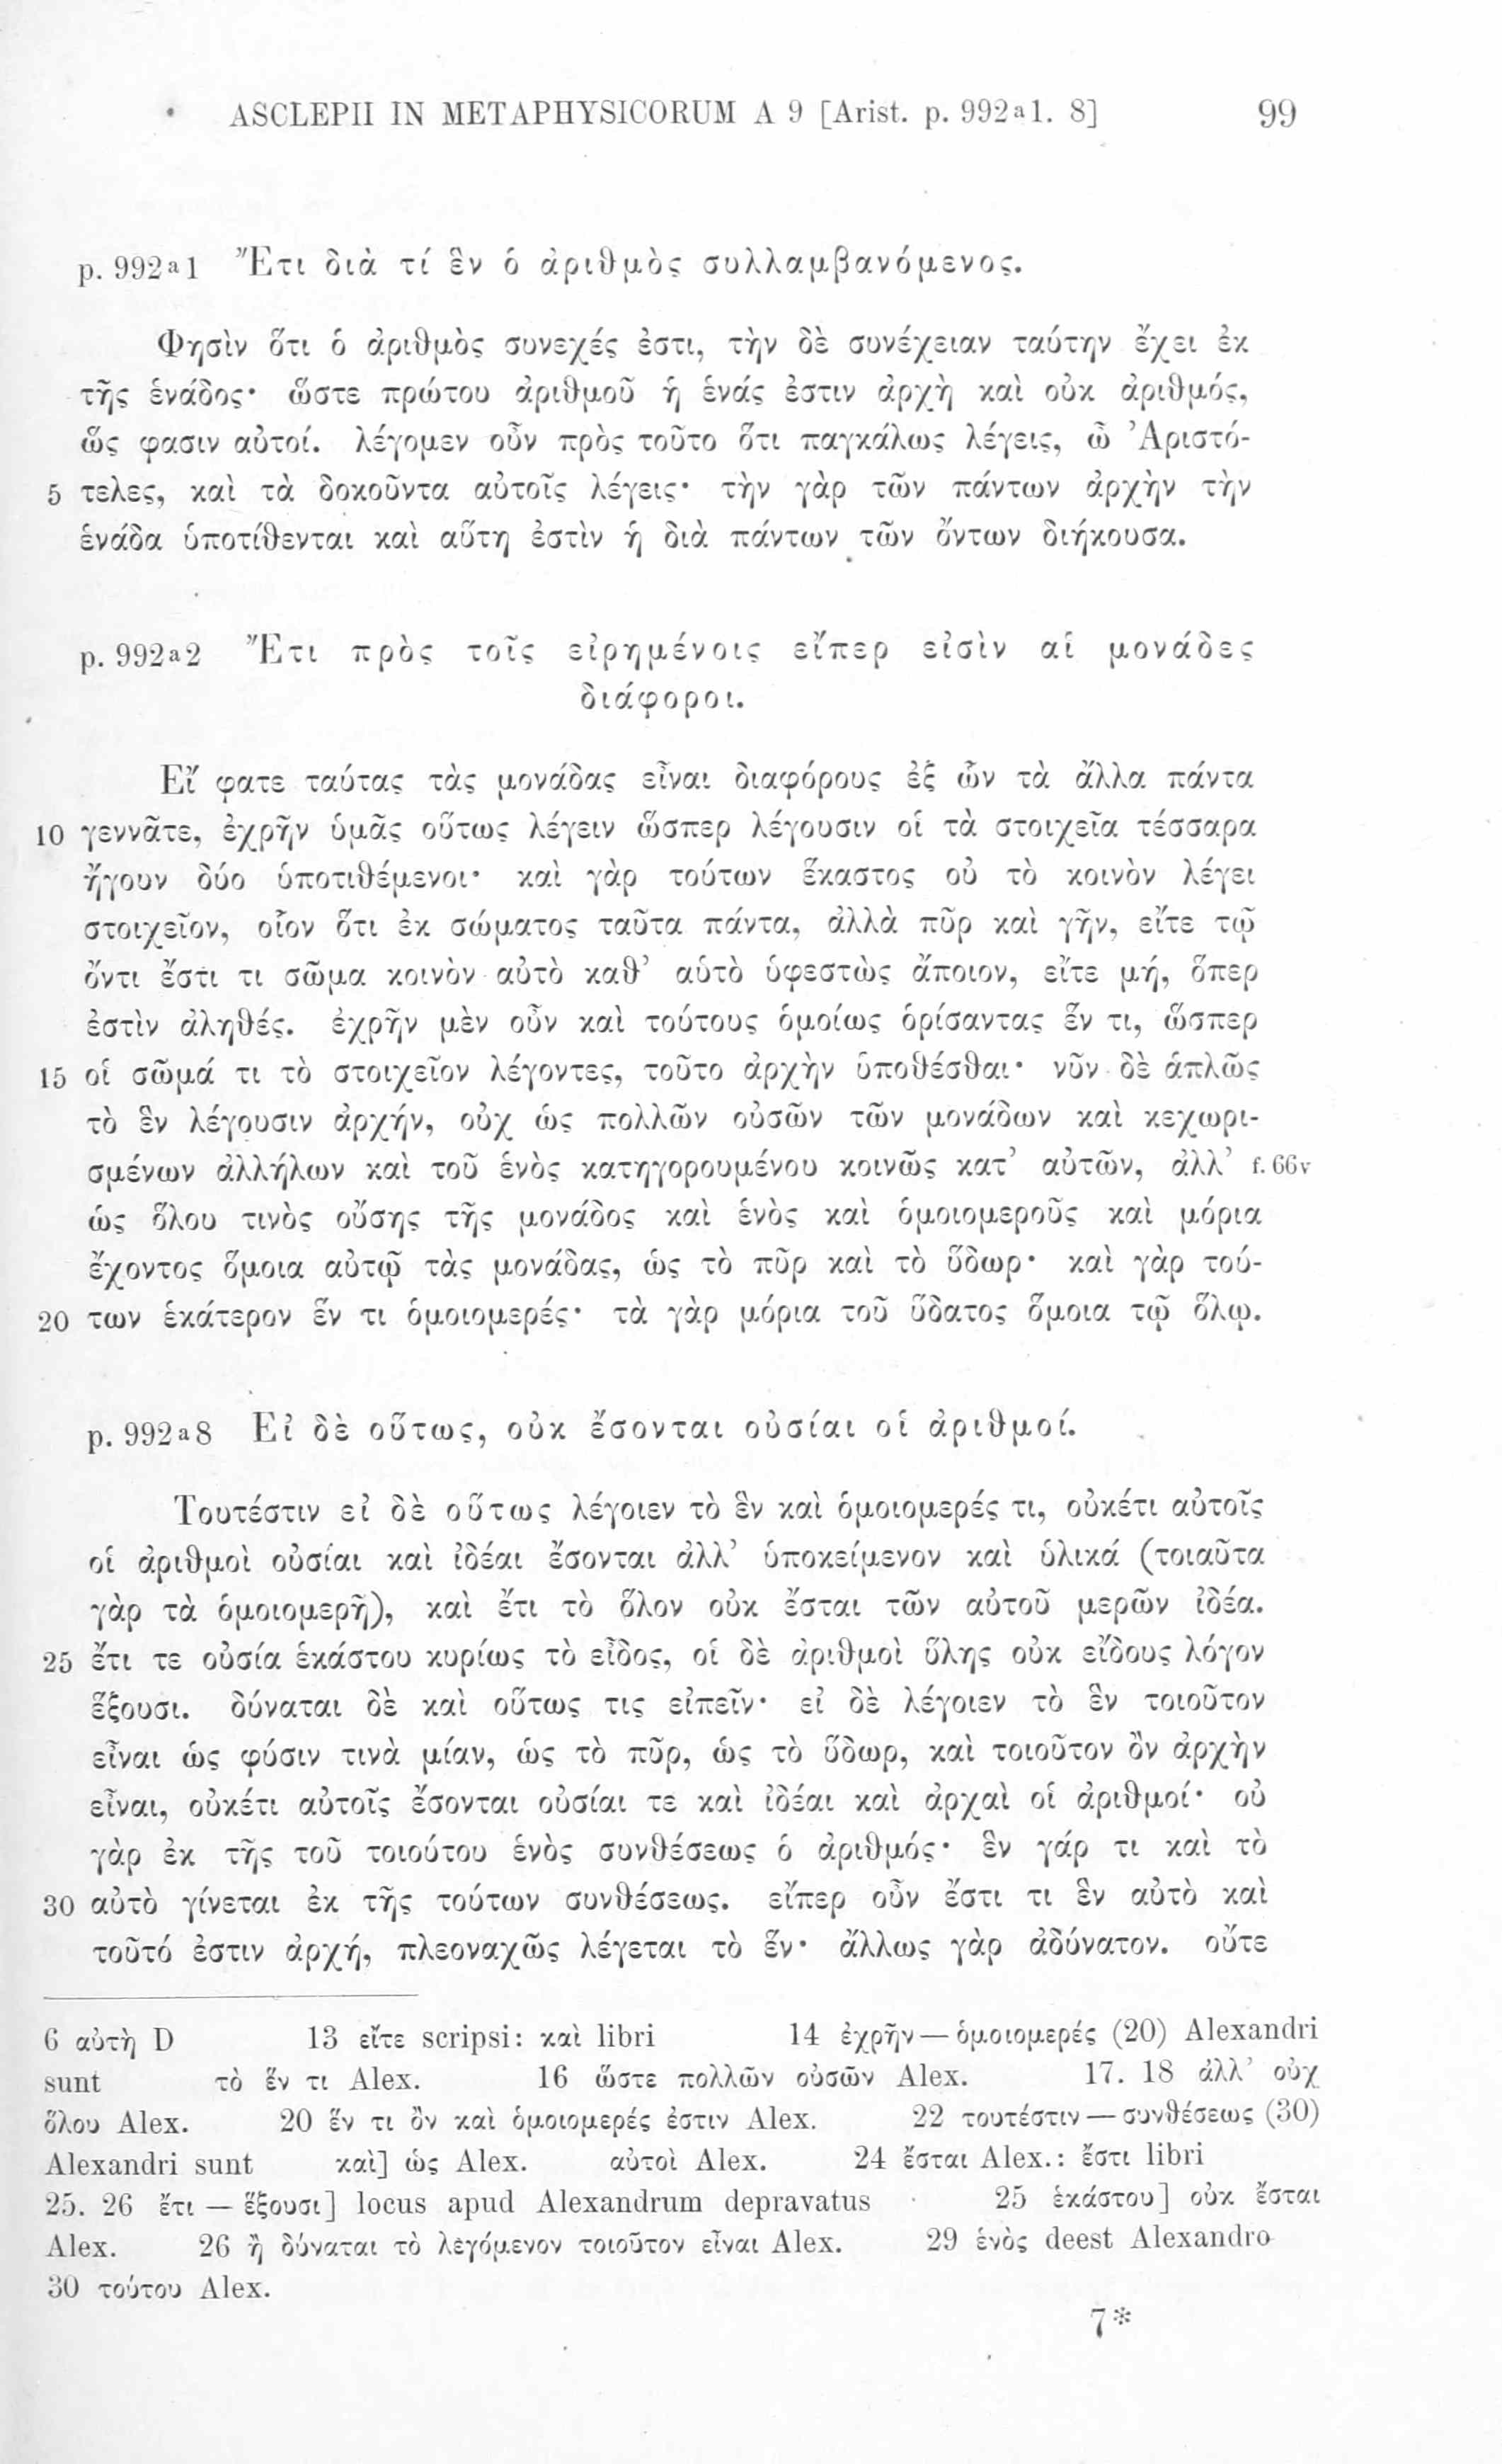 ASCLEPII IN METAPHYSICORUM A 9 [Arist. p. 992a1. 8] 99
p. 992a1 Ἔτι διὰ τί ἓν ὁ ἀριθμὸς συλλαμβανόμενος.
Φησὶν ὅτι ὁ ἀριθμὸς συνεχές ἐστι, τὴν δὲ συνέχειαν ταύτην ἔχει ἐκ
τῆς ἑνάδος· ὥστε πρώτου ἀριθμοῦ ἡ ἑνάς ἐστιν ἀρχὴ καὶ οὐκ ἀριθμός,
ὥς φασιν αὐτοί. λέγομεν οὖν πρὸς τοῦτο ὅτι παγκάλως λέγεις, ὦ Ἀριστό-
5 τελες, καὶ τὰ δοκοῦντα αὐτοῖς λέγεις· τὴν γὰρ τῶν πάντων ἀρχὴν τὴν
ἑνάδα ὑποτίθενται καὶ αὕτη ἐστὶν ἡ διὰ πάντων τῶν ὄντων διήκουσα.
p. 992a2 Ἔτι πρὸς τοῖς εἰρημένοις εἴπερ εἰσὶν αἱ μονάδες
διάφοροι.
Εἴ φατε ταύτας τὰς μονάδας εἶναι διαφόρους ἐξ ὧν τὰ ἄλλα πάντα
10 γεννᾶτε, ἐχρῆν ὑμᾶς οὕτως λέγειν ὥσπερ λέγουσιν οἱ τὰ στοιχεῖα τέσσαρα
ἤγουν δύο ὑποτιθέμενοι· καὶ γὰρ τούτων ἕκαστος οὐ τὸ κοινὸν λέγει
στοιχεῖον, οἷον ὅτι ἐκ σώματος ταῦτα πάντα, ἀλλὰ πῦρ καὶ γῆν, εἴτε τῷ
ὄντι ἔστι τι σῶμα κοινὸν αὐτὸ καθ’ αὑτὸ ὑφεστὼς ἄποιον, εἴτε μή, ὅπερ
ἐστὶν ἀληθές. ἐχρῆν μὲν οὖν καὶ τούτους ὁμοίως ὁρίσαντας ἕν τι, ὥσπερ
15 οἱ σῶμά τι τὸ στοιχεῖον λέγοντες, τοῦτο ἀρχὴν ὑποθέσθαι· νῦν δὲ ἁπλῶς
τὸ ἓν λέγουσιν ἀρχήν, οὐχ ὡς πολλῶν οὐσῶν τῶν μονάδων καὶ κεχωρι-
σμένων ἀλλήλων καὶ τοῦ ἑνὸς κατηγορουμένου κοινῶς κατ’ αὐτῶν, ἀλλ’ f. 66v
ὡς ὅλου τινὸς οὔσης τῆς μονάδος καὶ ἑνὸς καὶ ὁμοιομεροῦς καὶ μόρια
ἔχοντος ὅμοια αὑτῷ τὰς μονάδας, ὡς τὸ πῦρ καὶ τὸ ὕδωρ· καὶ γὰρ τού-
20 των ἑκάτερον ἕν τι ὁμοιομερές· τὰ γὰρ μόρια τοῦ ὕδατος ὅμοια τῷ ὅλῳ.
p. 992a8 Εἰ δὲ οὕτως, οὐκ ἔσονται οὐσίαι οἱ ἀριθμοί.
Τουτέστιν εἰ δὲ οὕτως λέγοιεν τὸ ἓν καὶ ὁμοιομερές τι, οὐκέτι αὐτοῖς
οἱ ἀριθμοὶ οὐσίαι καὶ ἰδέαι ἔσονται ἀλλ’ ὑποκείμενον καὶ ὑλικά (τοιαῦτα
γὰρ τὰ ὁμοιομερῆ), καὶ ἔτι τὸ ὅλον οὐκ ἔσται τῶν αὑτοῦ μερῶν ἰδέα.
25 ἔτι τε οὐσία ἑκάστου κυρίως τὸ εἶδος, οἱ δὲ ἀριθμοὶ ὕλης οὐκ εἴδους λόγον
ἕξουσι. δύναται δὲ καὶ οὕτως τις εἰπεῖν· εἰ δὲ λέγοιεν τὸ ἓν τοιοῦτον
εἶναι ὡς φύσιν τινὰ μίαν, ὡς τὸ πῦρ, ὡς τὸ ὕδωρ, καὶ τοιοῦτον ὂν ἀρχὴν
εἶναι, οὐκέτι αὐτοῖς ἔσονται οὐσίαι τε καὶ ἰδέαι καὶ ἀρχαὶ οἱ ἀριθμοί· οὐ
γὰρ ἐκ τῆς τοῦ τοιούτου ἑνὸς συνθέσεως ὁ ἀριθμός· ἓν γάρ τι καὶ τὸ
30 αὐτὸ γίνεται ἐκ τῆς τούτων συνθέσεως. εἴπερ οὖν ἔστι τι ἓν αὐτὸ καὶ
τοῦτό ἐστιν ἀρχή, πλεοναχῶς λέγεται τὸ ἕν· ἄλλως γὰρ ἀδύνατον. οὔτε
6 αὐτὴ D 13 εἴτε scripsi: καὶ libri 14 ἐχρῆν — ὁμοιομερές (20) Alexandri
sunt τὸ ἕν τι Alex. 16 ὥστε πολλῶν οὐσῶν Alex. 17. 18 ἀλλ’ οὐχ
ὅλου Alex. 20 ἕν τι ὂν καὶ ὁμοιομερές ἐστιν Alex. 22 τουτέστιν — συνθέσεως (30)
Alexandri sunt καὶ] ὡς Alex. αὐτοὶ Alex. 24 ἔσται Alex.: ἔστι libri
25. 26 ἔτι — ἕξουσι] locus apud Alexandrum depravatus 25 ἑκάστου] οὐκ ἔσται
Alex. 26 ἢ δύναται τὸ λεγόμενον τοιοῦτον εἶναι Alex. 29 ἑνὸς deest Alexandro
30 τούτου Alex.
7*